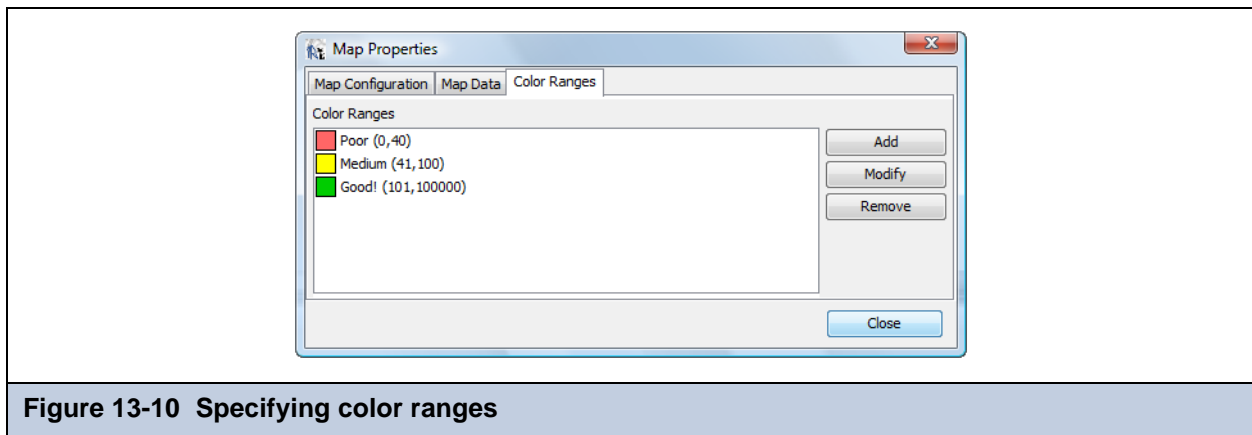 Map Properties
Map Configuration Map Data Color Ranges
Color Ranges
Poor (0,40)
Medium (41,100)
Good! (101,100000)
Add
Modify
Remove
Close
Figure 13-10 Specifying color ranges